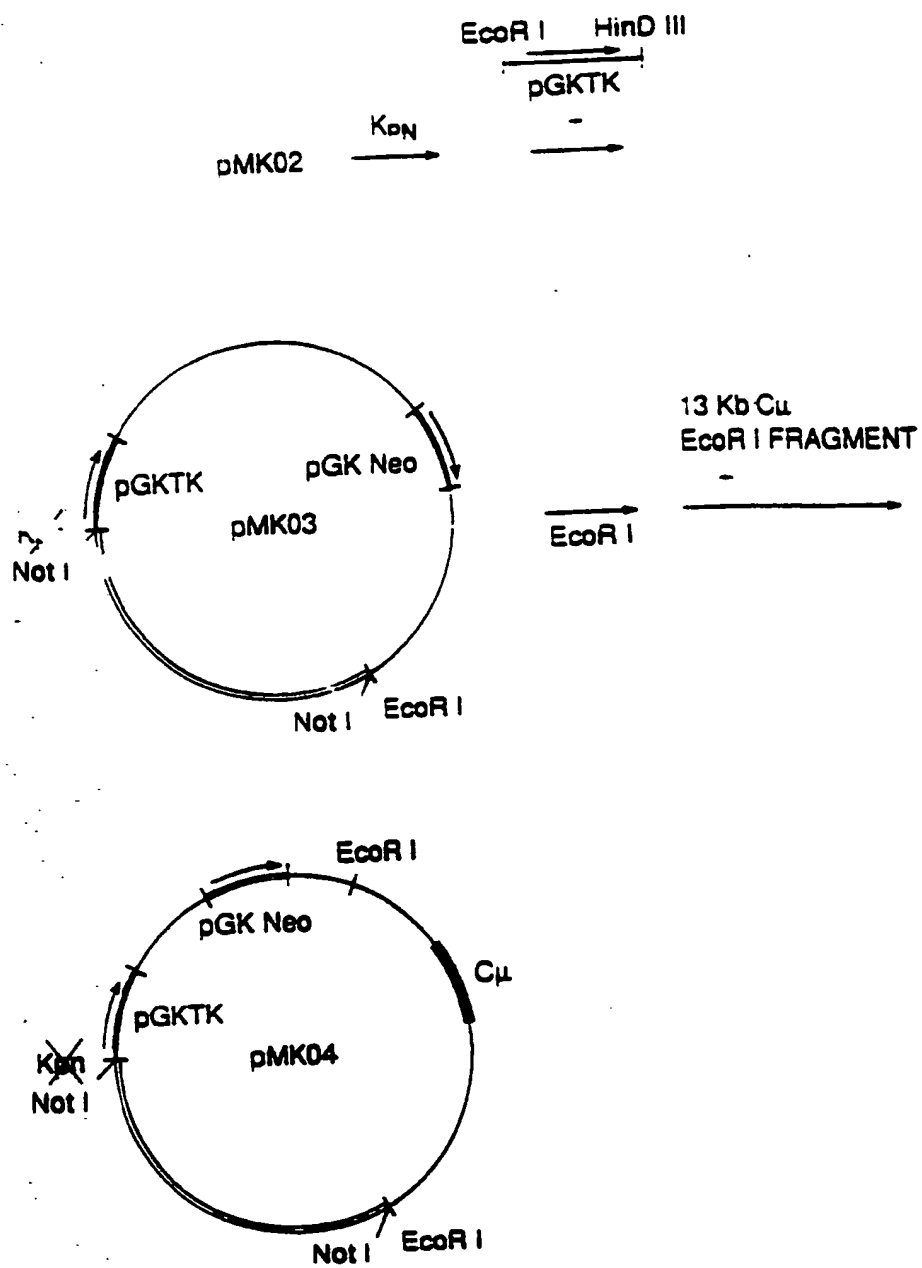 EcoR I HinD III
pGKTK
KpN
pMK02
pGKTK
pGK Neo
pMK03
Not I
Not I EcoR I
EcoR I
13 Kb Cµ
EcoR I FRAGMENT
EcoR I
pGK Neo
Cµ
pGKTK
Kpn
Not I
pMK04
Not I EcoR I